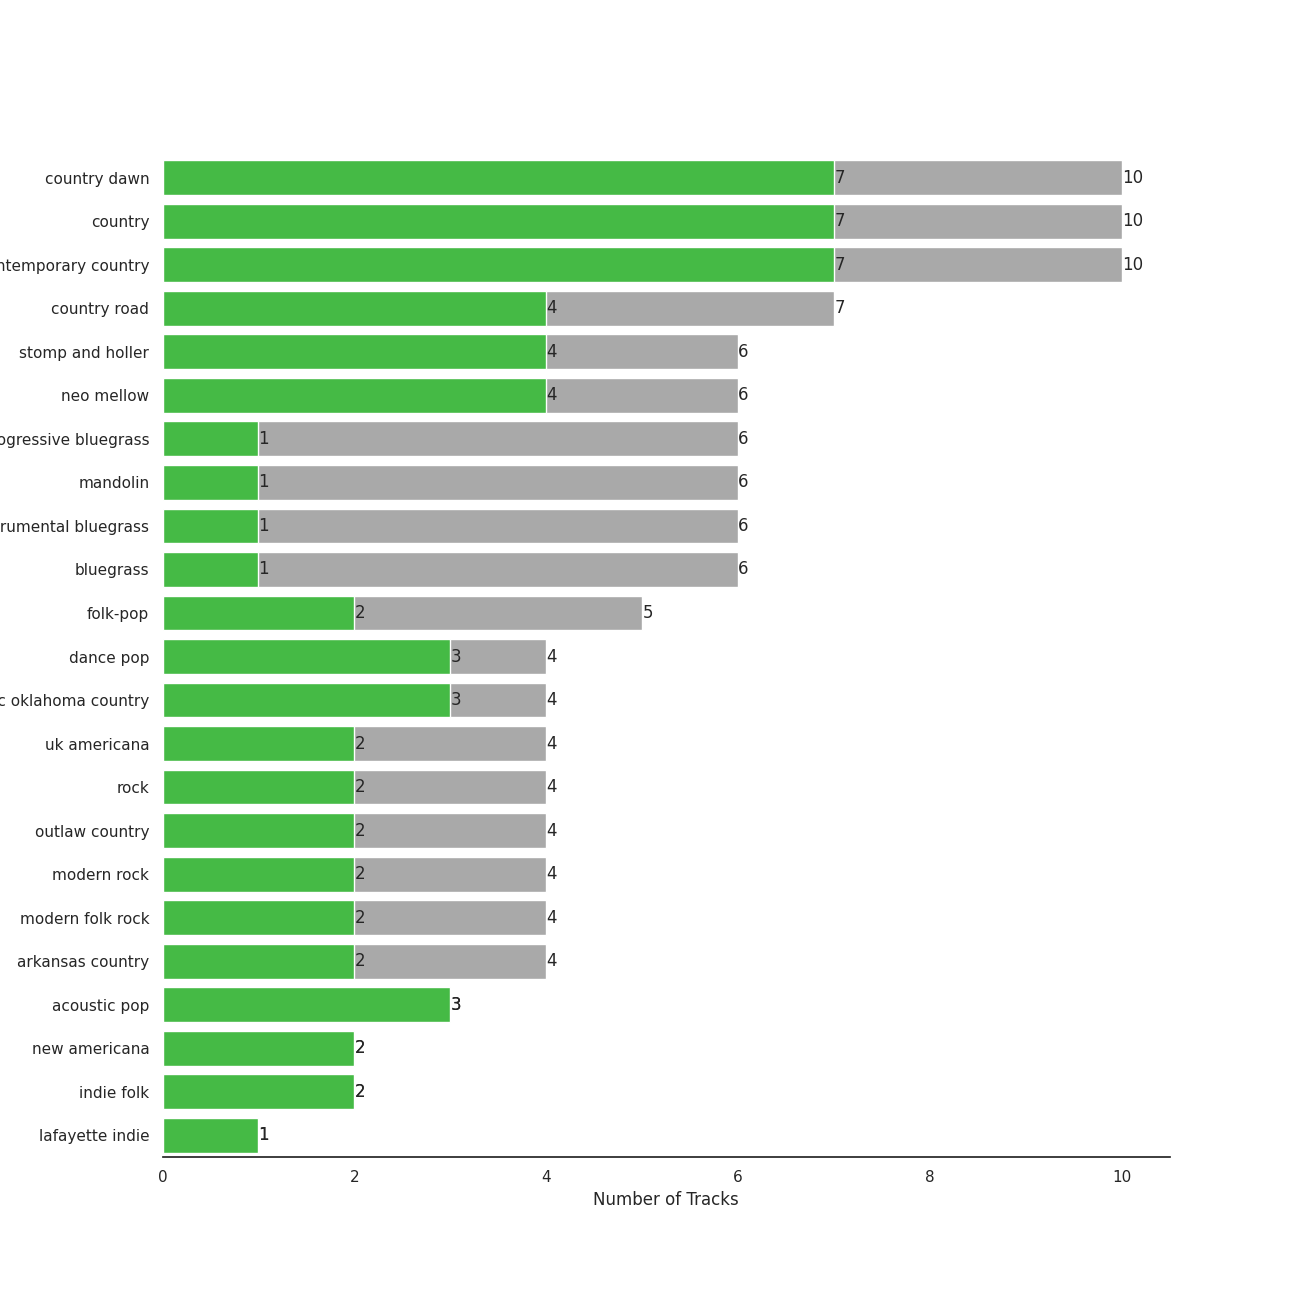 country dawn 7 10
country 7 10
ntemporary country 7 10
country road 4 7
stomp and holler 4 6
neo mellow 4 6
ogressive bluegrass 1 6
mandolin 1 6
rumental bluegrass 1 6
bluegrass 1 6
folk-pop 2 5
dance pop 3 4
c oklahoma country 3 4
uk americana 2 4
rock 2 4
outlaw country 2 4
modern rock 2 4
modern folk rock 2 4
arkansas country 2 4
acoustic pop 3
new americana 2
indie folk 2
lafayette indie 1
0 2 4 6 8 10
Number of Tracks